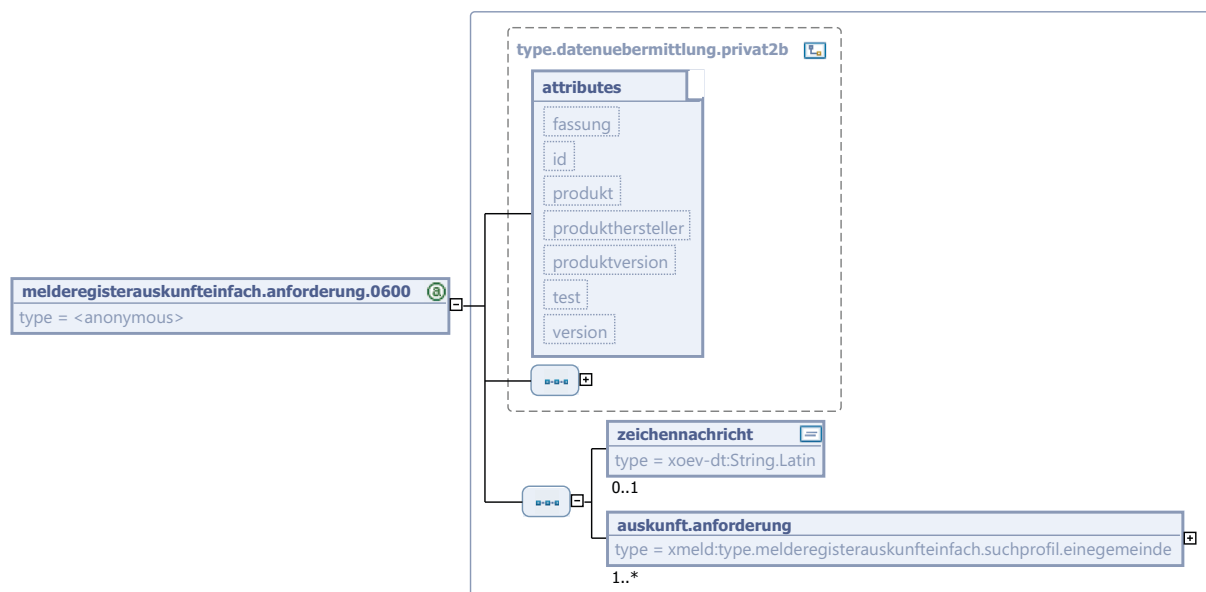 type.datenuebermittlung.privat2b
attributes
fassung
id
produkt
produkthersteller
produktversion
test
version
melderegisterauskunfteinfach.anforderung.0600 a
type = <anonymous>
zeichennachricht
type = xoev-dt:String.Latin
0..1
auskunft.anforderung
type = xmeld:type.melderegisterauskunfteinfach.suchprofil.einegemeinde
1..*